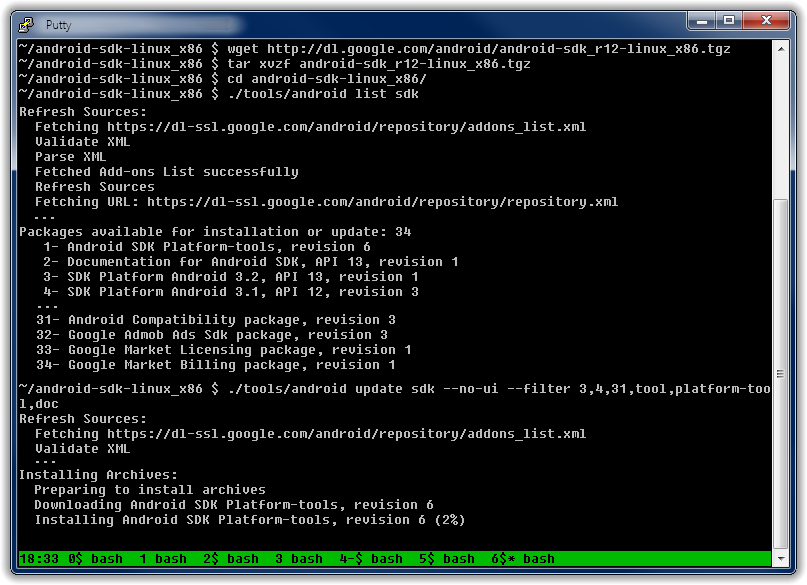 Putty
~/android-sdk-linux_x86 $ wget http://dl.google.com/android/android-sdk_r12-linux_x86.tgz
~/android-sdk-linux_x86 $ tar xvzf android-sdk_r12-linux_x86.tgz
~/android-sdk-linux_x86 $ cd android-sdk-linux_x86/
~/android-sdk-linux_x86 $ ./tools/android list sdk
Refresh Sources:
  Fetching https://dl-ssl.google.com/android/repository/addons_list.xml
  Validate XML
  Parse XML
  Fetched Add-ons List successfully
  Refresh Sources
  Fetching URL: https://dl-ssl.google.com/android/repository/repository.xml
  ...
Packages available for installation or update: 34
   1- Android SDK Platform-tools, revision 6
   2- Documentation for Android SDK, API 13, revision 1
   3- SDK Platform Android 3.2, API 13, revision 1
   4- SDK Platform Android 3.1, API 12, revision 3
  ...
  31- Android Compatibility package, revision 3
  32- Google Admob Ads Sdk package, revision 3
  33- Google Market Licensing package, revision 1
  34- Google Market Billing package, revision 1
~/android-sdk-linux_x86 $ ./tools/android update sdk --no-ui --filter 3,4,31,tool,platform-too
l,doc
Refresh Sources:
  Fetching https://dl-ssl.google.com/android/repository/addons_list.xml
  Validate XML
  ...
Installing Archives:
  Preparing to install archives
  Downloading Android SDK Platform-tools, revision 6
  Installing Android SDK Platform-tools, revision 6 (2%)
18:33 0$ bash  1 bash  2$ bash  3 bash  4-$ bash  5$ bash  6$* bash